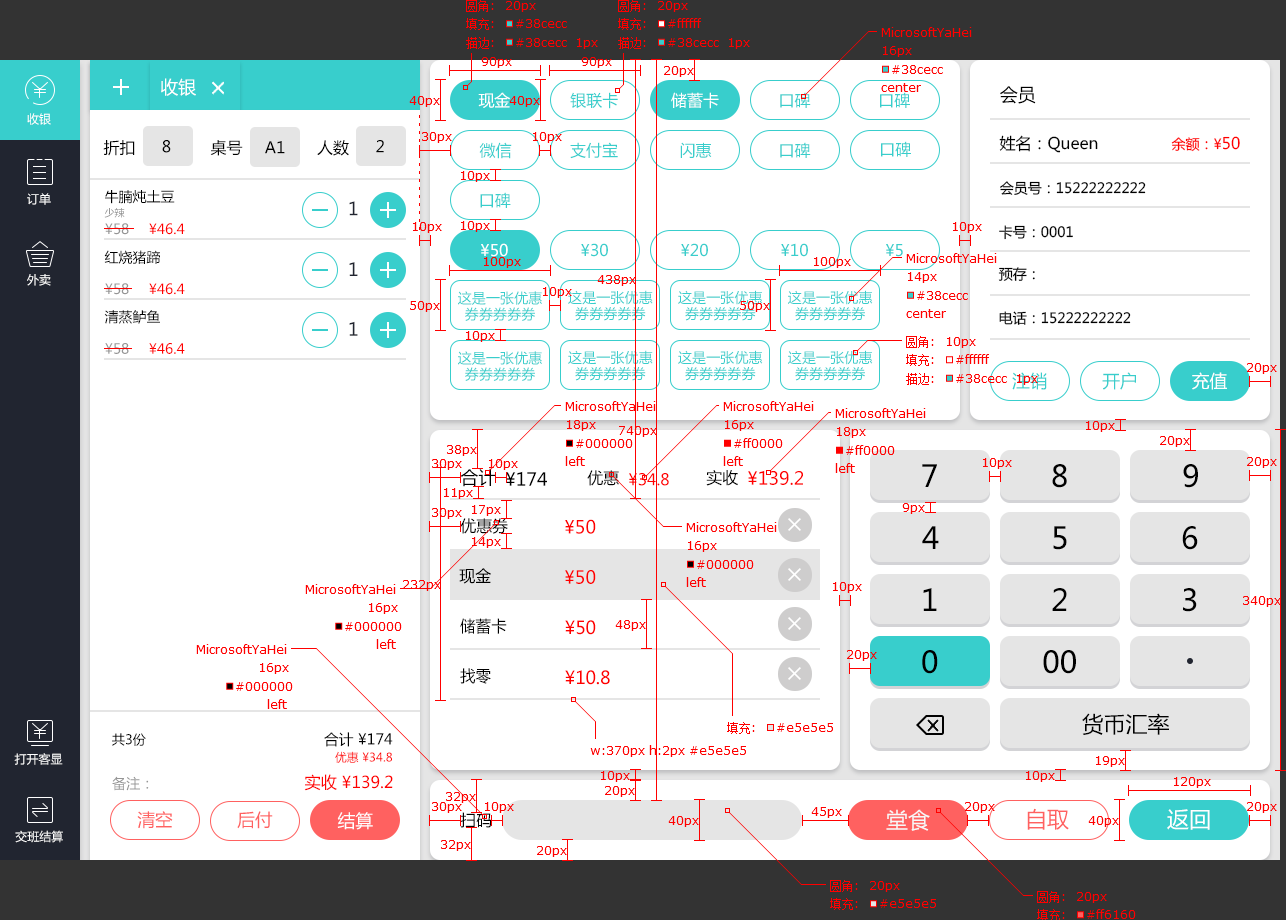 圆角: 20px
填充: #38cecc
描边: #38cecc 1px
圆角: 20px
填充: #ffffff
描边: #38cecc 1px
MicrosoftYaHei
16px
#38cecc
center
90px
90px
20px
40px
40px
收银
订单
外卖
打开客显
交班结算
+ 收银 ×
折扣 8 桌号 A1 人数 2
牛腩炖土豆
少辣
¥58 ¥46.4
1
红烧猪蹄
¥58 ¥46.4
1
清蒸鲈鱼
¥58 ¥46.4
1
共3份
合计 ¥174
优惠 ¥34.8
备注：
实收 ¥139.2
清空 后付 结算
现金 银联卡 储蓄卡 口碑 口碑
30px
10px
微信 支付宝 闪惠 口碑 口碑
10px
口碑
10px
10px
10px
¥50 ¥30 ¥20 ¥10 ¥5
100px
438px
100px
MicrosoftYaHei
14px
#38cecc
center
50px
10px
50px
这是一张优惠
券券券券券
这是一张优惠
券券券券券
这是一张优惠
券券券券券
这是一张优惠
券券券券券
10px
这是一张优惠
券券券券券
这是一张优惠
券券券券券
这是一张优惠
券券券券券
这是一张优惠
券券券券券
圆角: 10px
填充: #ffffff
描边: #38cecc 1px
会员
姓名：Queen 余额：¥50
会员号：15222222222
卡号：0001
预存：
电话：15222222222
注销 开户 充值
20px
10px
MicrosoftYaHei
18px
#000000
left
740px
MicrosoftYaHei
16px
#ff0000
left
MicrosoftYaHei
18px
#ff0000
left
38px
30px
10px
11px
合计 ¥174 优惠 ¥34.8 实收 ¥139.2
17px
30px
14px
优惠券 ¥50
现金 ¥50
储蓄卡 ¥50
找零 ¥10.8
48px
MicrosoftYaHei
16px
#000000
left
232px
MicrosoftYaHei
16px
#000000
left
MicrosoftYaHei
16px
#000000
left
填充: #e5e5e5
w:370px h:2px #e5e5e5
10px
20px
20px
10px
20px
9px
7 8 9
4 5 6
1 2 3
0 00 ·
货币汇率
10px
340px
20px
19px
10px
120px
32px
30px
10px
32px
扫码
20px
40px
45px
堂食
20px
自取
40px
返回
20px
圆角: 20px
填充: #e5e5e5
圆角: 20px
填充: #ff6160